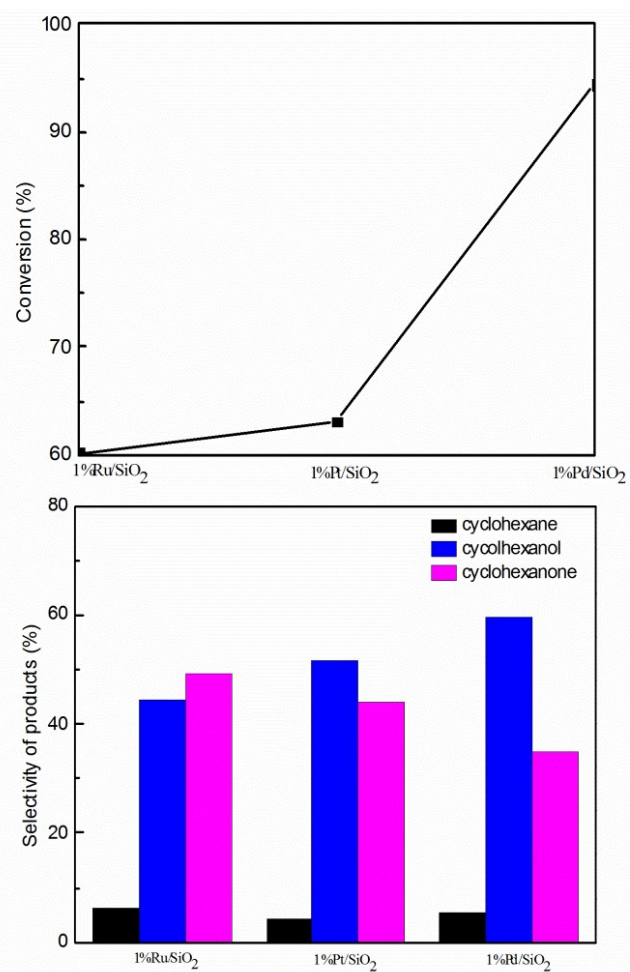 100
90
80
70
60
Conversion (%)
1%Ru/SiO2 1%Pt/SiO2 1%Pd/SiO2
80
60
40
20
0
Selectivity of products (%)
cyclohexane
cycolhexanol
cyclohexanone
1%Ru/SiO2 1%Pt/SiO2 1%Pd/SiO2